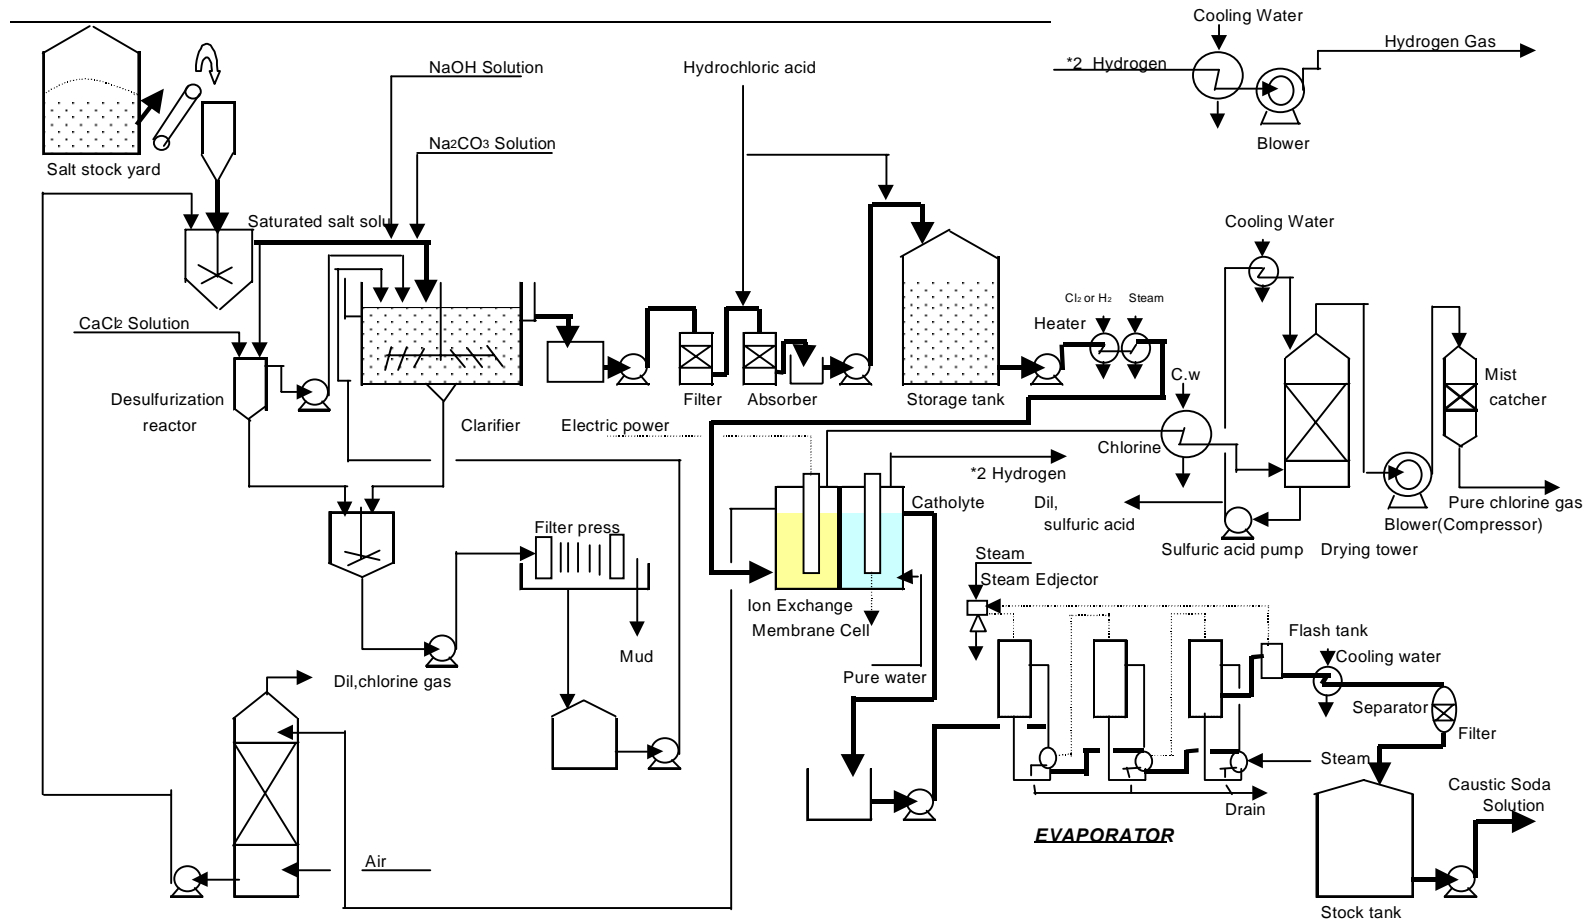 Cooling Water
*2 Hydrogen
Hydrogen Gas
Blower
NaOH Solution
Hydrochloric acid
Na2CO3 Solution
Salt stock yard
Saturated salt solu
Cooling Water
CaCl2 Solution
Cl2 or H2
Steam
Heater
C.w
Desulfurization
reactor
Clarifier
Filter
Absorber
Storage tank
Mist
catcher
Electric power
Chlorine
*2 Hydrogen
Catholyte
Dil,
sulfuric acid
Pure chlorine gas
Blower(Compressor)
Sulfuric acid pump
Drying tower
Filter press
Mud
Ion Exchange
Membrane Cell
Pure water
Steam
Steam Edjector
Flash tank
Cooling water
Separator
Filter
Steam
Drain
EVAPORATOR
Caustic Soda
Solution
Stock tank
Dil,chlorine gas
Air